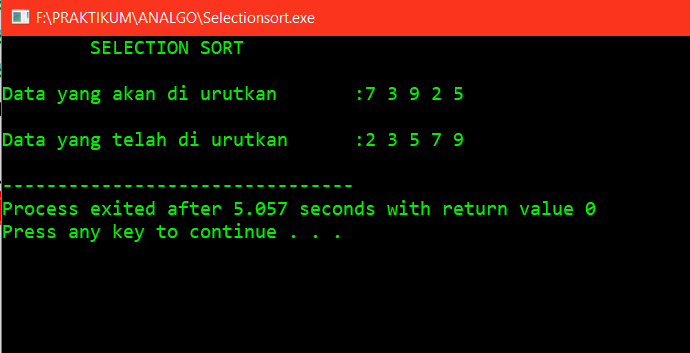 F:\PRAKTIKUM\ANALGO\Selectionsort.exe
SELECTION SORT
Data yang akan di urutkan :7 3 9 2 5
Data yang telah di urutkan :2 3 5 7 9
--------------------------------
Process exited after 5.057 seconds with return value 0
Press any key to continue . . .